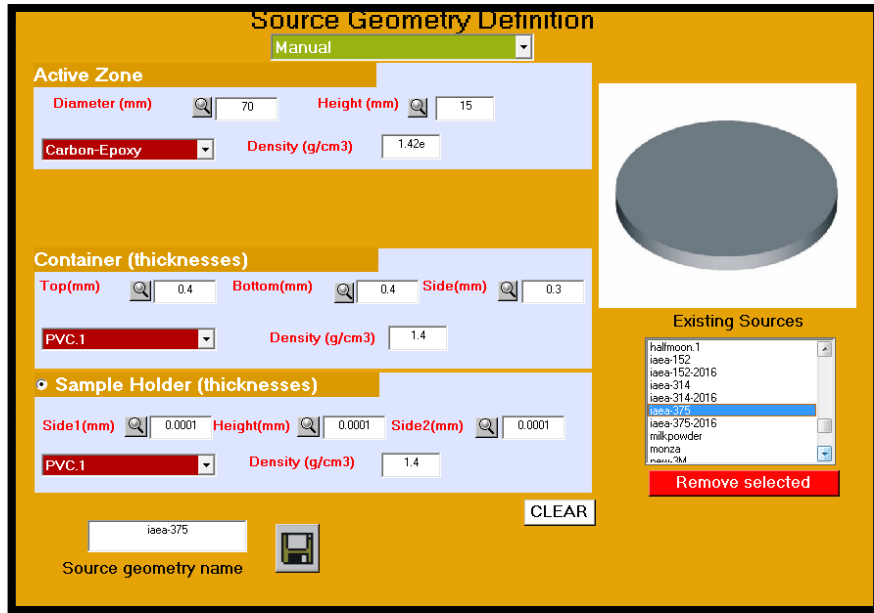 Source Geometry Definition
Manual
Active Zone
Diameter (mm) 70 Height (mm) 15
Carbon-Epoxy Density (g/cm3) 1.42e
Container (thicknesses)
Top(mm) 0.4 Bottom(mm) 0.4 Side(mm) 0.3
PVC.1 Density (g/cm3) 1.4
Sample Holder (thicknesses)
Side1(mm) 0.0001 Height(mm) 0.0001 Side2(mm) 0.0001
PVC.1 Density (g/cm3) 1.4
CLEAR
iaea-375
Source geometry name
Existing Sources
halfmoon.1
iaea-152
iaea-152-2016
iaea-314
iaea-314-2016
iaea-375
iaea-375-2016
milkpowder
monza
new-3M
Remove selected